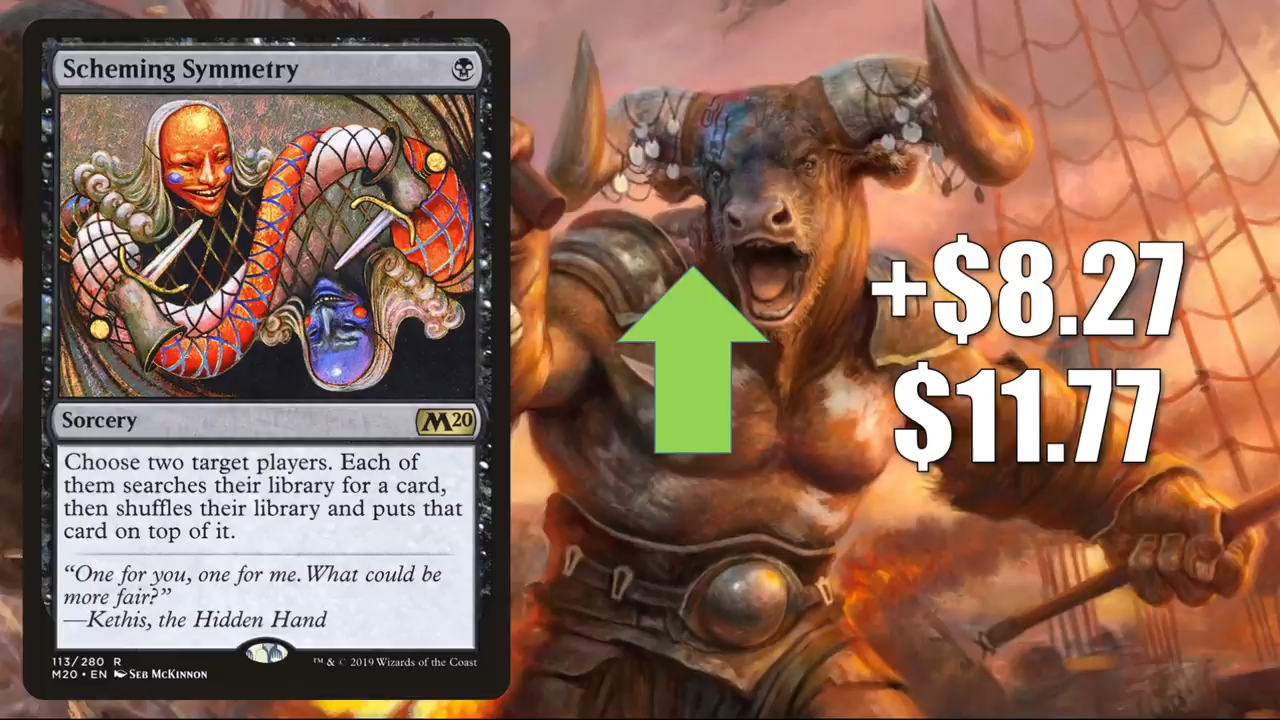 Scheming Symmetry
Sorcery
M20
Choose two target players. Each of
them searches their library for a card,
then shuffles their library and puts that
card on top of it.
“One for you, one for me. What could be
more fair?”
—Kethis, the Hidden Hand
113/280 R
M20 • EN Seb McKinnon
™ & © 2019 Wizards of the Coast
+$8.27
$11.77